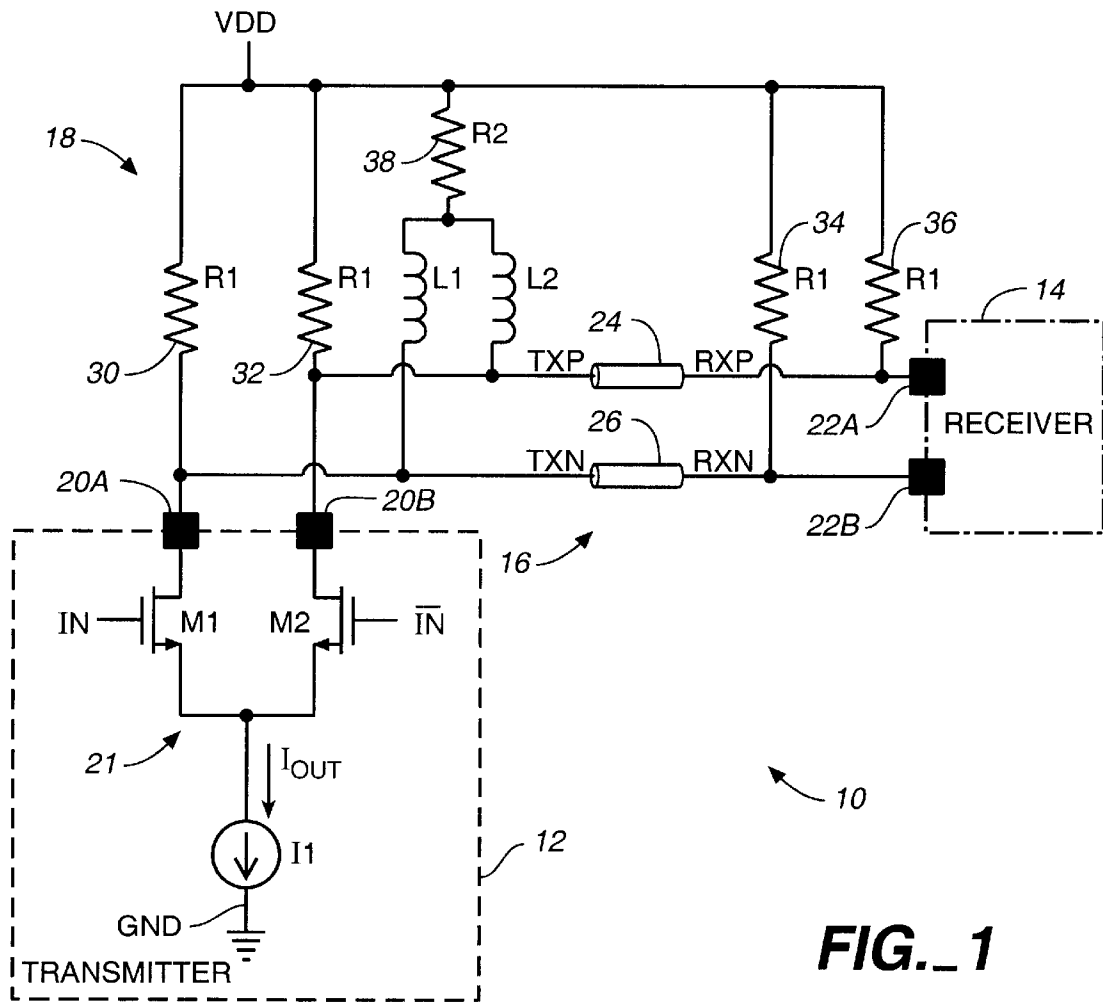 VDD
18
38
R2
34
36
R1
R1
L1
L2
R1
R1
14
24
30
32
TXP
RXP
22A
RECEIVER
26
TXN
RXN
20A
20B
22B
16
IN
M1
M2
I̅N̅
21
IOUT
10
I1
12
GND
TRANSMITTER
FIG._1